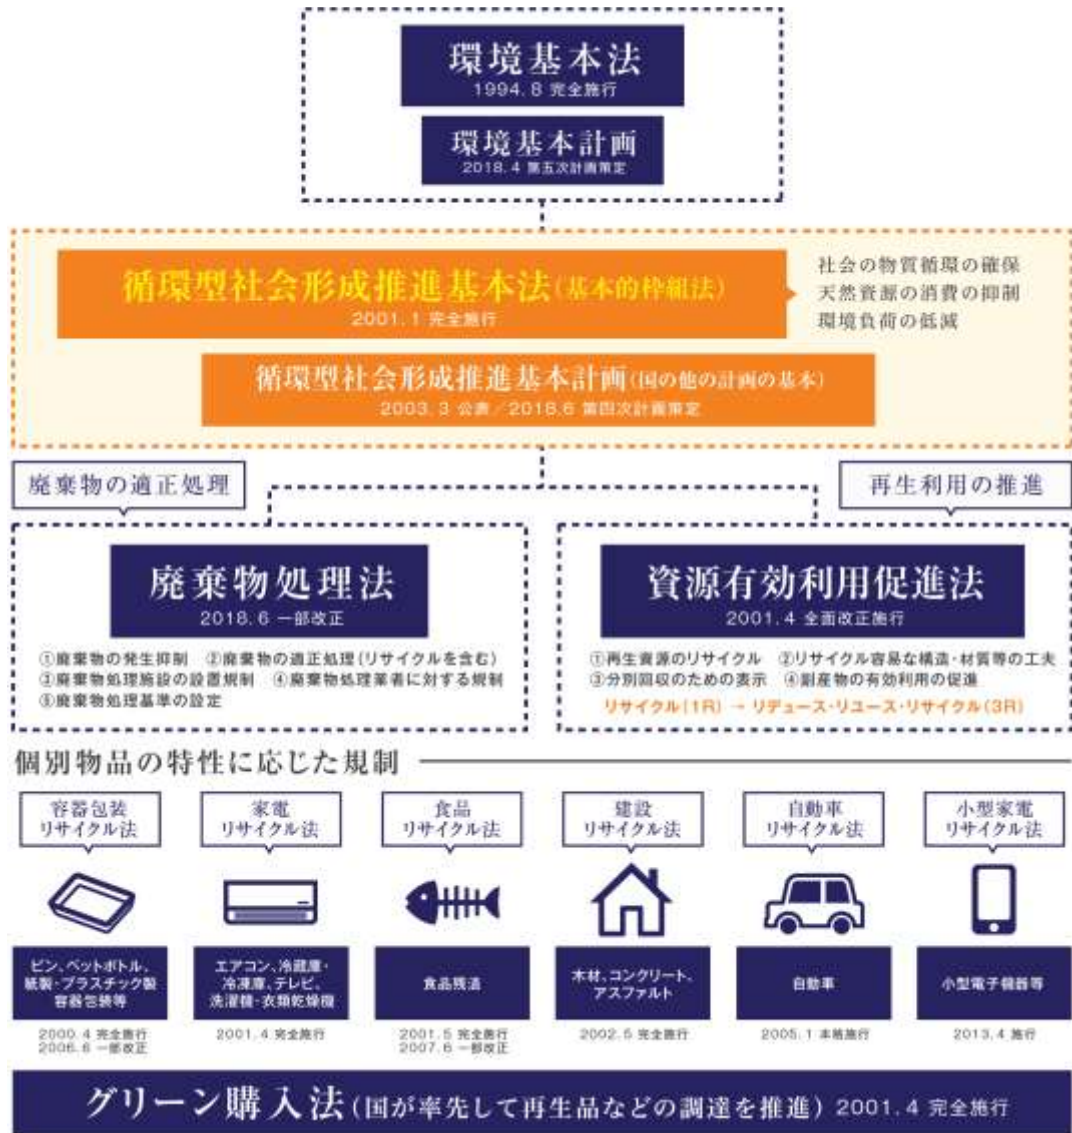 環境基本法
1994.8 完全施行
環境基本計画
2018.4 第五次計画策定
循環型社会形成推進基本法(基本的枠組法)
2001.1 完全施行
社会の物質循環の確保
天然資源の消費の抑制
環境負荷の低減
循環型社会形成推進基本計画(国の他の計画の基本)
2003.3 公表／2018.6 第四次計画策定
廃棄物の適正処理
再生利用の推進
廃棄物処理法
2018.6 一部改正
①廃棄物の発生抑制 ②廃棄物の適正処理(リサイクルを含む)
③廃棄物処理施設の設置規制 ④廃棄物処理業者に対する規制
⑤廃棄物処理基準の設定
資源有効利用促進法
2001.4 全面改正施行
①再生資源のリサイクル ②リサイクル容易な構造・材質等の工夫
③分別回収のための表示 ④副産物の有効利用の促進
リサイクル(1R) → リデュース・リユース・リサイクル(3R)
個別物品の特性に応じた規制
容器包装
リサイクル法
家電
リサイクル法
食品
リサイクル法
建設
リサイクル法
自動車
リサイクル法
小型家電
リサイクル法
ビン、ペットボトル、
紙製・プラスチック製
容器包装等
エアコン、冷蔵庫・
冷凍庫、テレビ、
洗濯機・衣類乾燥機
食品残渣
木材、コンクリート、
アスファルト
自動車
小型電子機器等
2000.4 完全施行
2006.6 一部改正
2001.4 完全施行
2001.5 完全施行
2007.6 一部改正
2002.5 完全施行
2005.1 本格施行
2013.4 施行
グリーン購入法(国が率先して再生品などの調達を推進) 2001.4 完全施行